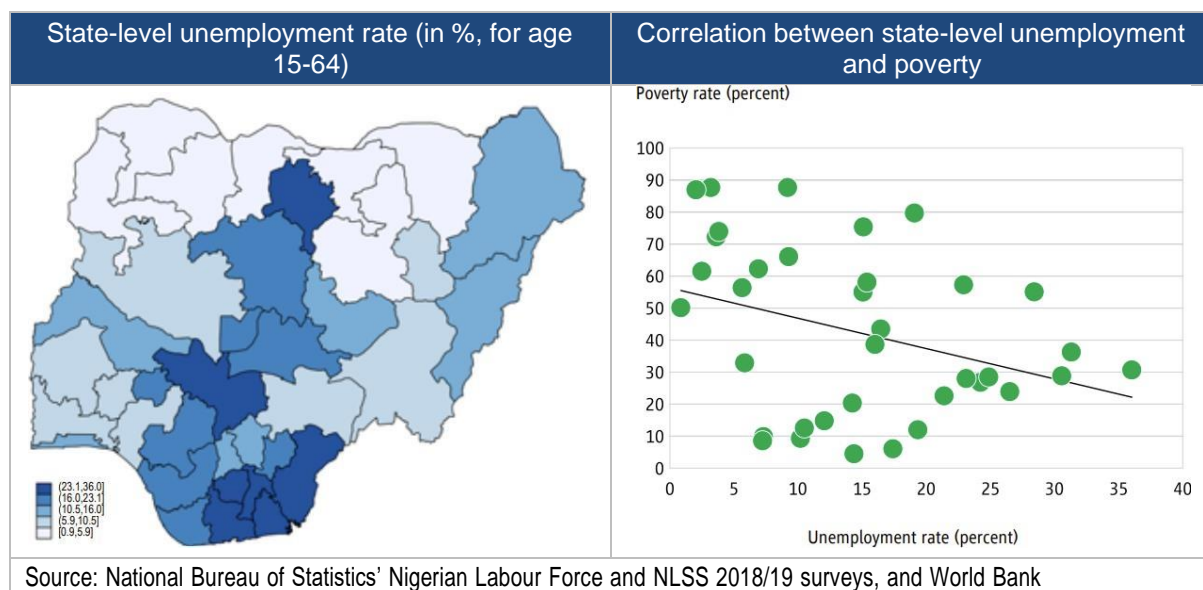 State-level unemployment rate (in %, for age
15-64)
Correlation between state-level unemployment
and poverty
(23.1,36.0]
(16.0,23.1]
(10.5,16.0]
(5.9,10.5]
[0.9,5.9]
Poverty rate (percent)
100
90
80
70
60
50
40
30
20
10
0
0 5 10 15 20 25 30 35 40
Unemployment rate (percent)
Source: National Bureau of Statistics’ Nigerian Labour Force and NLSS 2018/19 surveys, and World Bank